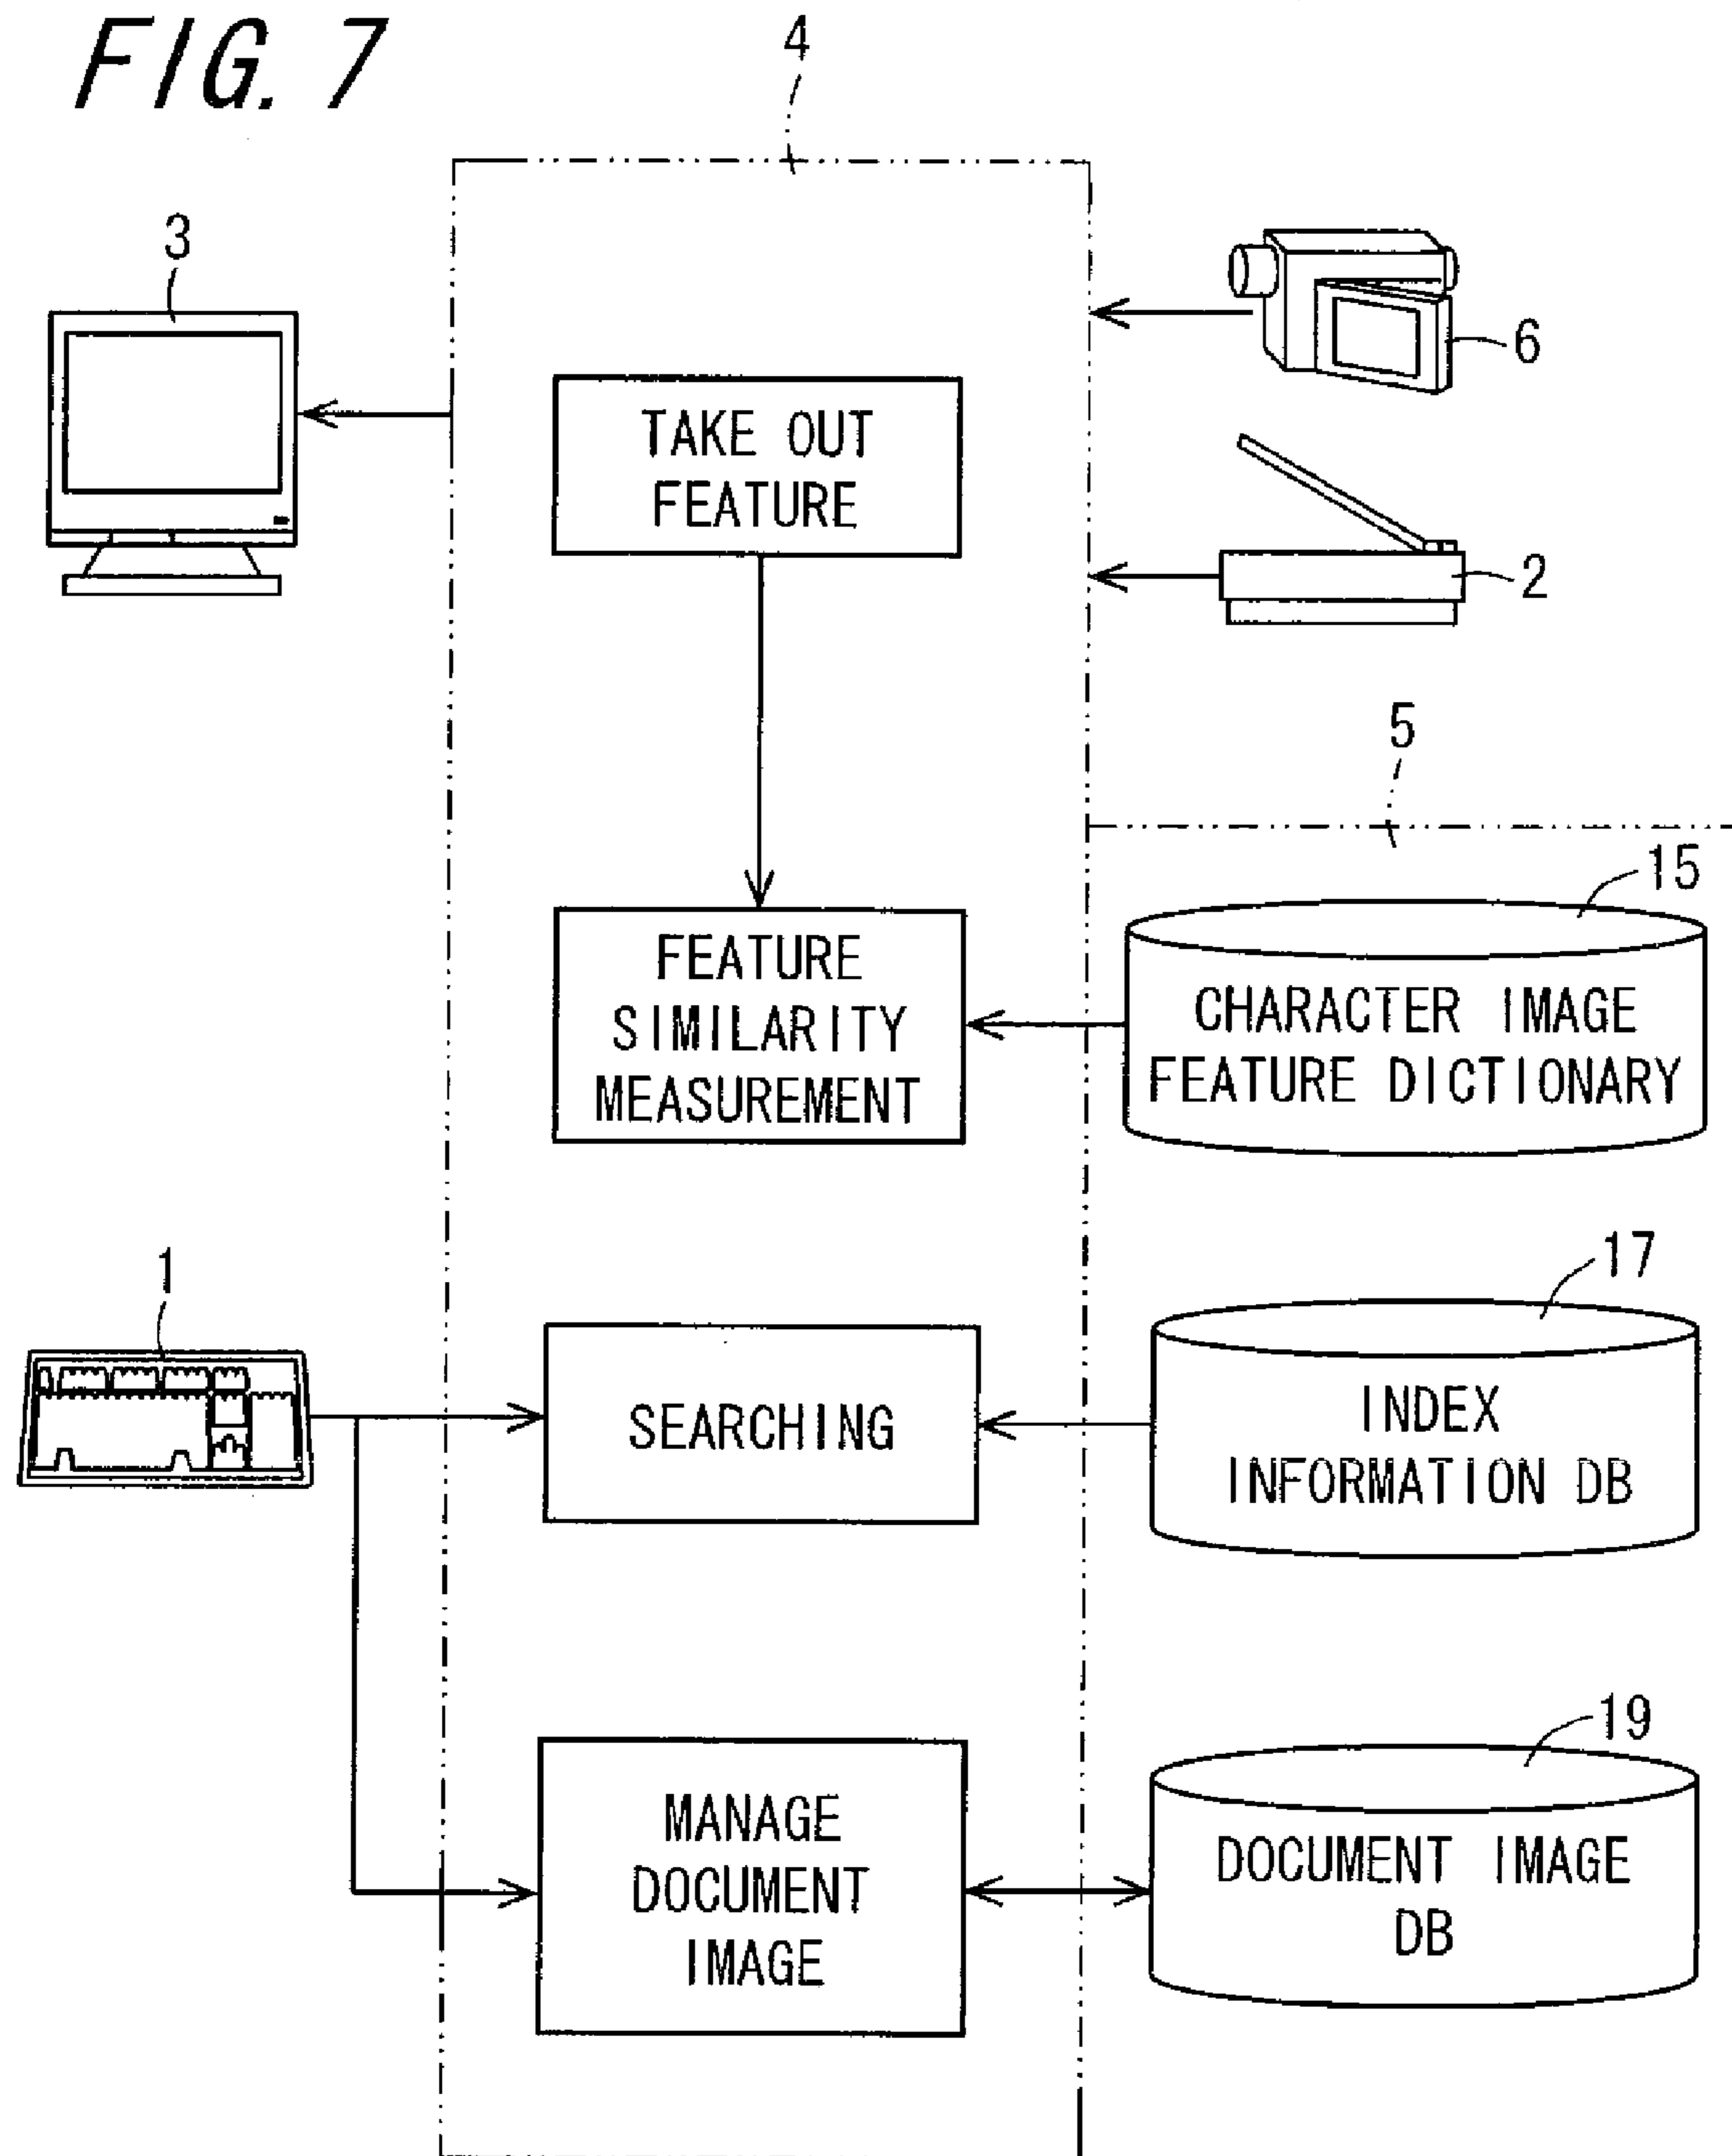 FIG. 7
4
3
6
TAKE OUT
FEATURE
2
5
15
FEATURE
SIMILARITY
MEASUREMENT
CHARACTER IMAGE
FEATURE DICTIONARY
1
17
SEARCHING
INDEX
INFORMATION DB
19
MANAGE
DOCUMENT
IMAGE
DOCUMENT IMAGE
DB